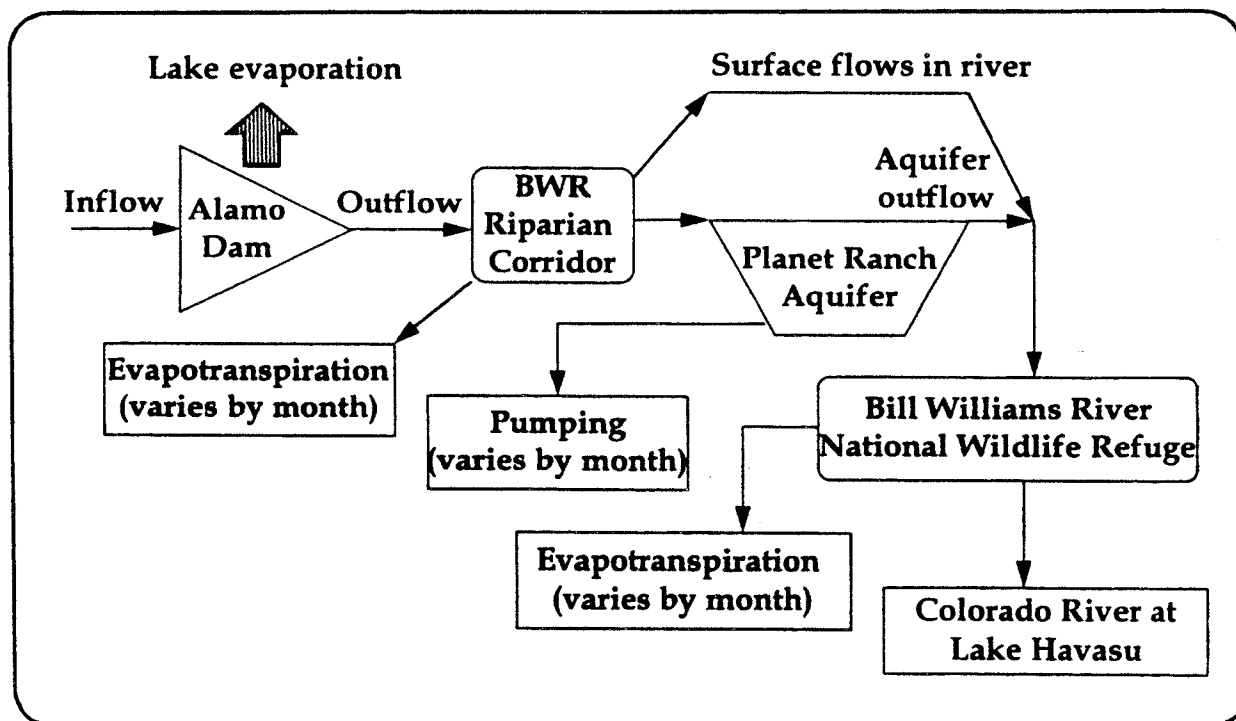 Lake evaporation
Surface flows in river
Inflow
Alamo
Dam
Outflow
BWR
Riparian
Corridor
Aquifer
outflow
Planet Ranch
Aquifer
Evapotranspiration
(varies by month)
Pumping
(varies by month)
Bill Williams River
National Wildlife Refuge
Evapotranspiration
(varies by month)
Colorado River at
Lake Havasu